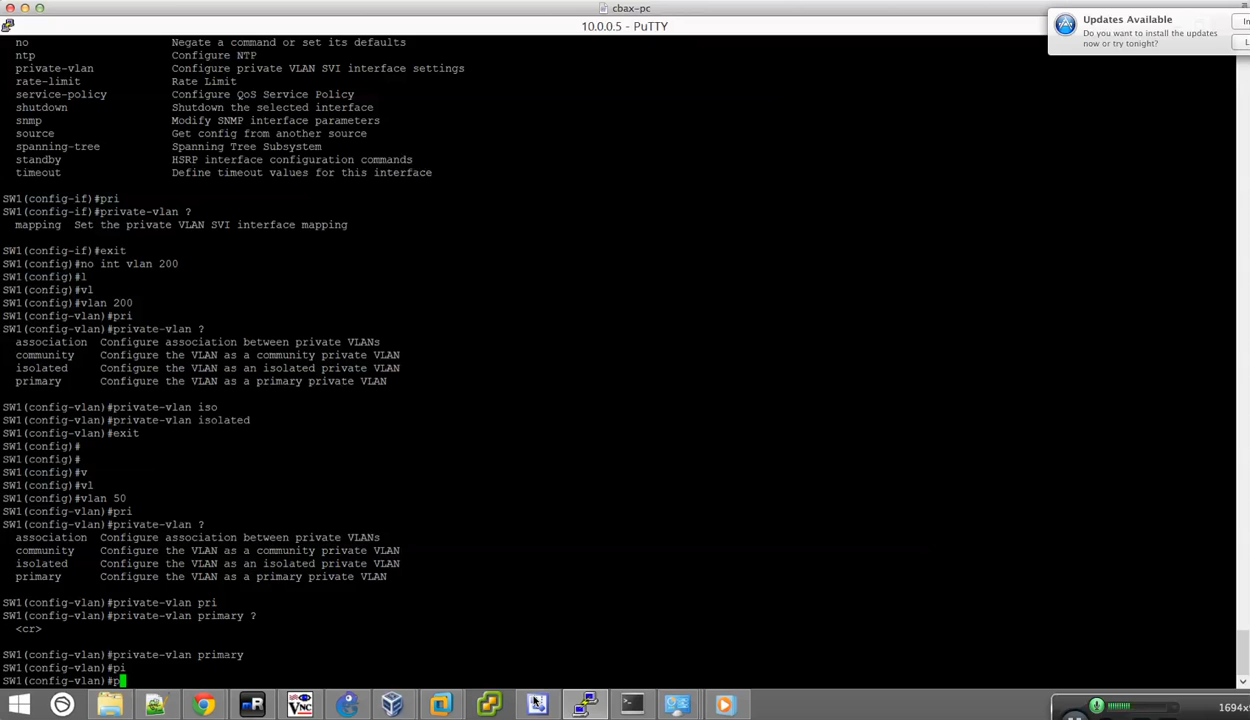 cbax-pc
10.0.0.5 - PuTTY
Updates Available
Do you want to install the updates
now or try tonight?
no Negate a command or set its defaults
ntp Configure NTP
private-vlan Configure private VLAN SVI interface settings
rate-limit Rate Limit
service-policy Configure QoS Service Policy
shutdown Shutdown the selected interface
snmp Modify SNMP interface parameters
source Get config from another source
spanning-tree Spanning Tree Subsystem
standby HSRP interface configuration commands
timeout Define timeout values for this interface
SW1(config-if)#pri
SW1(config-if)#private-vlan ?
mapping Set the private VLAN SVI interface mapping
SW1(config-if)#exit
SW1(config)#no int vlan 200
SW1(config)#l
SW1(config)#vl
SW1(config)#vlan 200
SW1(config-vlan)#pri
SW1(config-vlan)#private-vlan ?
association Configure association between private VLANs
community Configure the VLAN as a community private VLAN
isolated Configure the VLAN as an isolated private VLAN
primary Configure the VLAN as a primary private VLAN
SW1(config-vlan)#private-vlan iso
SW1(config-vlan)#private-vlan isolated
SW1(config-vlan)#exit
SW1(config)#
SW1(config)#
SW1(config)#v
SW1(config)#vl
SW1(config)#vlan 50
SW1(config-vlan)#pri
SW1(config-vlan)#private-vlan ?
association Configure association between private VLANs
community Configure the VLAN as a community private VLAN
isolated Configure the VLAN as an isolated private VLAN
primary Configure the VLAN as a primary private VLAN
SW1(config-vlan)#private-vlan pri
SW1(config-vlan)#private-vlan primary ?
<cr>
SW1(config-vlan)#private-vlan primary
SW1(config-vlan)#pi
SW1(config-vlan)#p
VNC